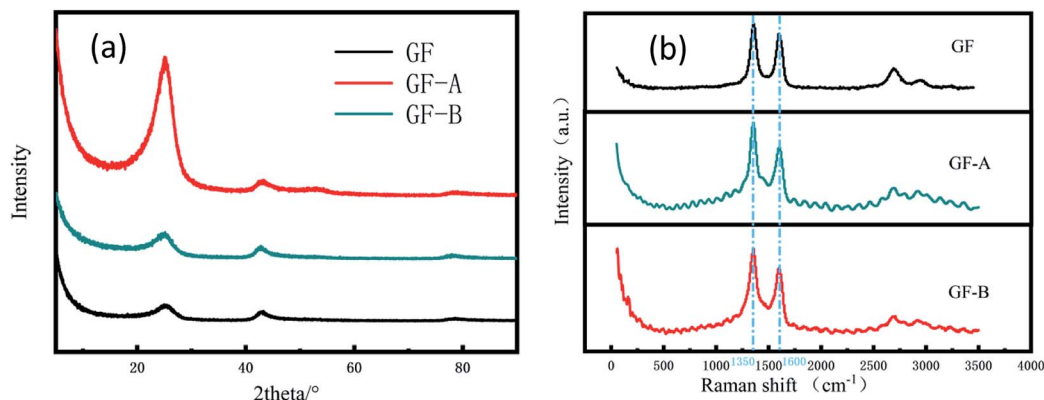 (a)
GF
GF-A
GF-B
Intensity
20
40
60
80
2theta/°
(b)
GF
GF-A
GF-B
Intensity（a.u.）
0
500
1000
1350
1500
1600
2000
2500
3000
3500
4000
Raman shift （cm-1）